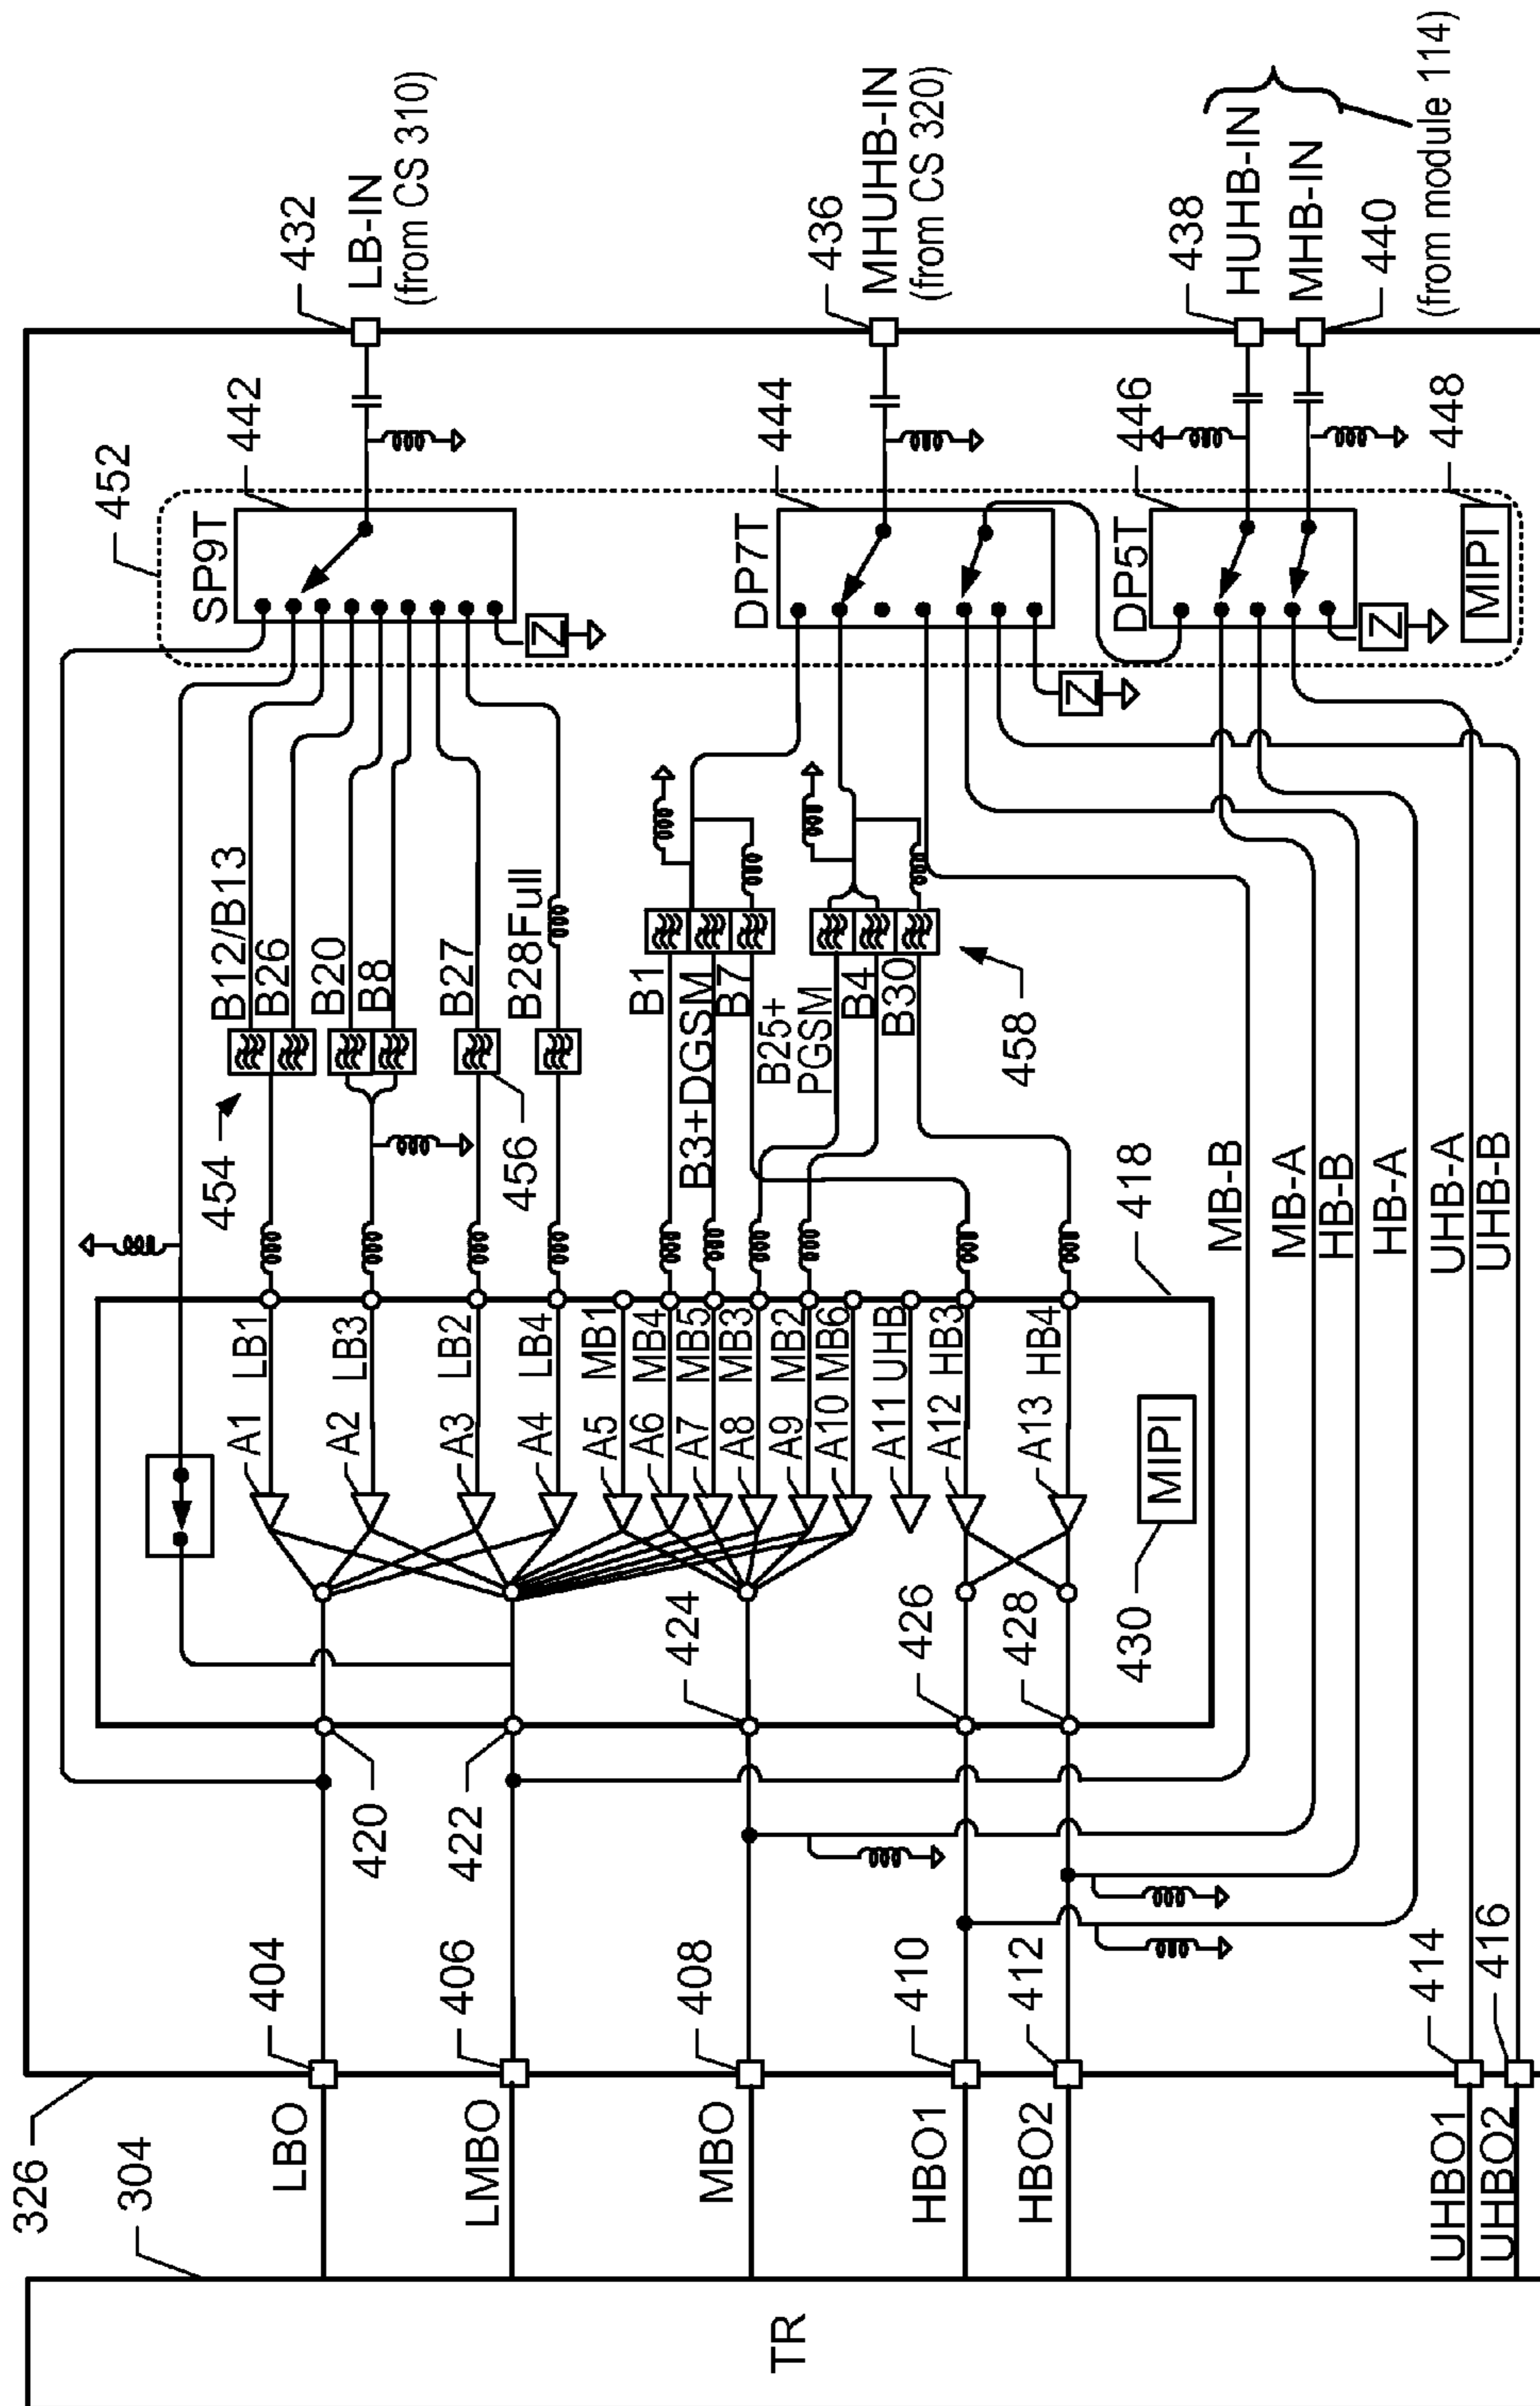 326
304
TR
LBO
404
LMBO
406
MBO
408
HBO1
410
HBO2
412
UHBO1
414
UHBO2
416
420
422
424
426
428
430
MIPI
418
A1
LB1
A2
LB3
A3
LB2
A4
LB4
A5
MB1
A6
MB4
A7
MB5
A8
MB3
A9
MB2
A10
MB6
A11
UHB
A12
HB3
A13
HB4
454
B12/B13
B26
B20
B8
B27
456
B28Full
B1
B3+DGSM
B7
B25+
PGSM
B4
B30
458
MB-B
MB-A
HB-B
HB-A
UHB-A
UHB-B
452
SP9T
442
Z
DP7T
444
Z
DP5T
446
Z
MIPI
448
432
LB-IN
(from CS 310)
436
MHUHB-IN
(from CS 320)
438
HUHB-IN
MHB-IN
440
(from module 114)